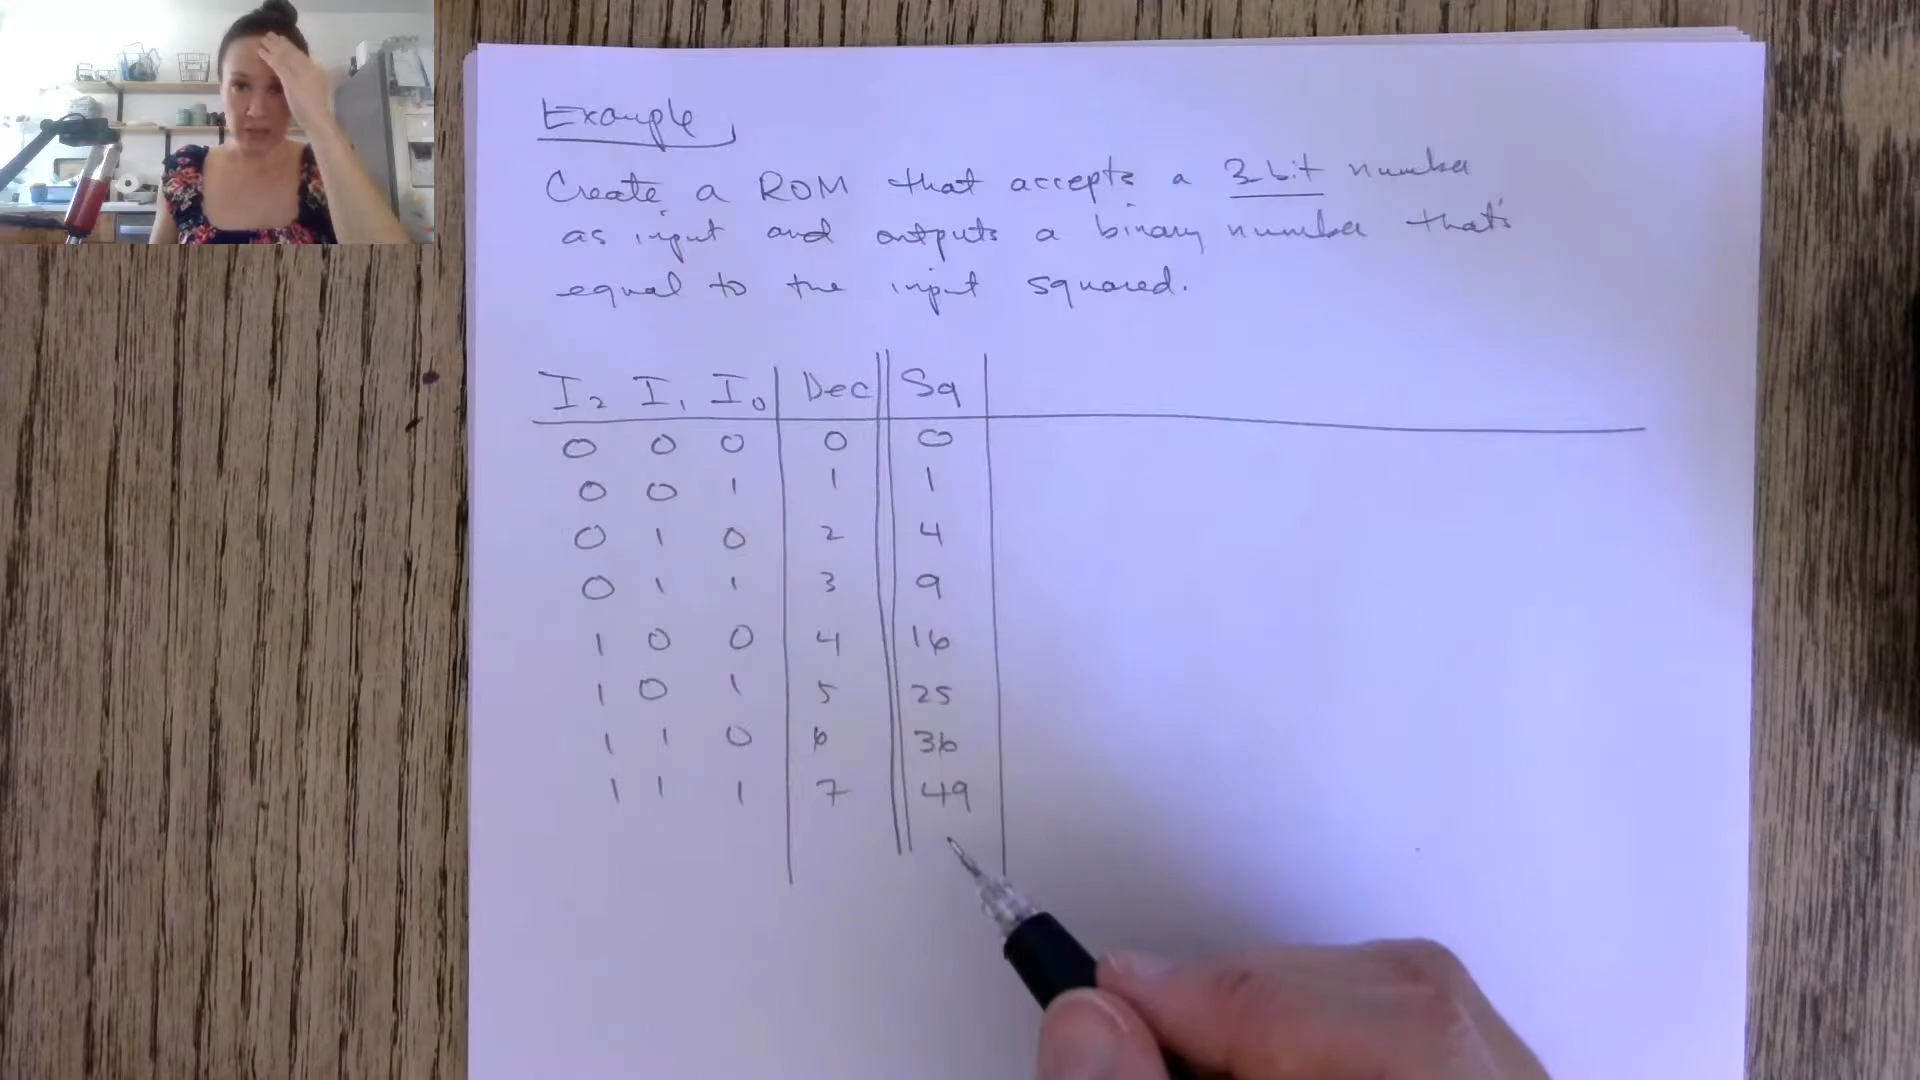 Example
Create a ROM that accepts a 3 bit number
as input and outputs a binary number that's
equal to the input squared.
I2 I1 I0 Dec Sq
0 0 0 0 0
0 0 1 1 1
0 1 0 2 4
0 1 1 3 9
1 0 0 4 16
1 0 1 5 25
1 1 0 6 36
1 1 1 7 49